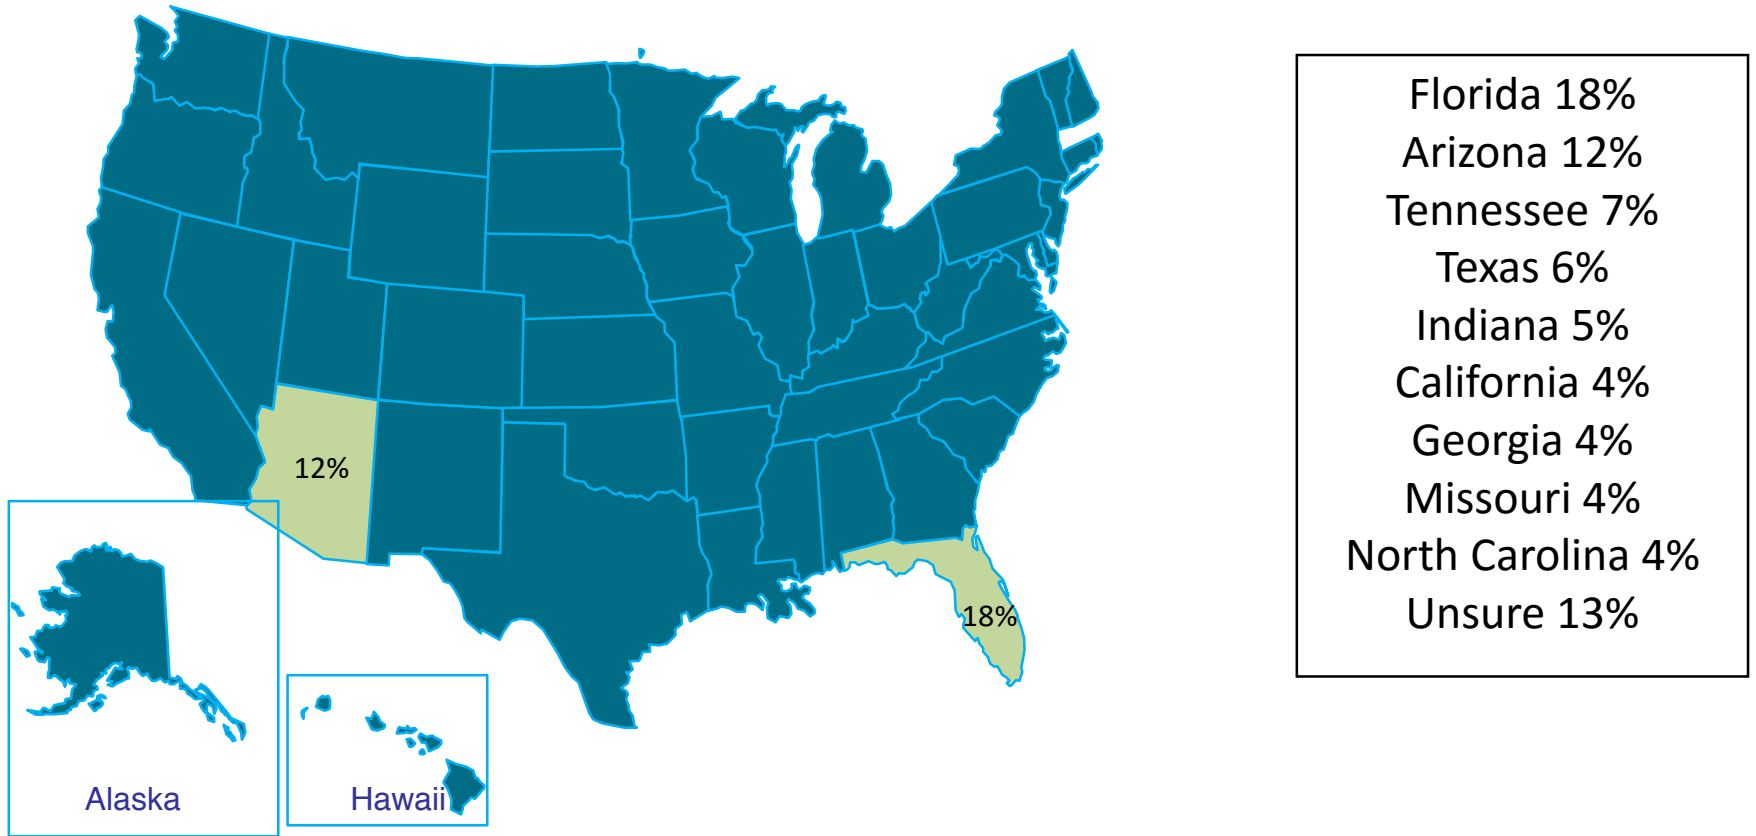 12%
18%
Alaska
Hawaii
Florida 18%
Arizona 12%
Tennessee 7%
Texas 6%
Indiana 5%
California 4%
Georgia 4%
Missouri 4%
North Carolina 4%
Unsure 13%